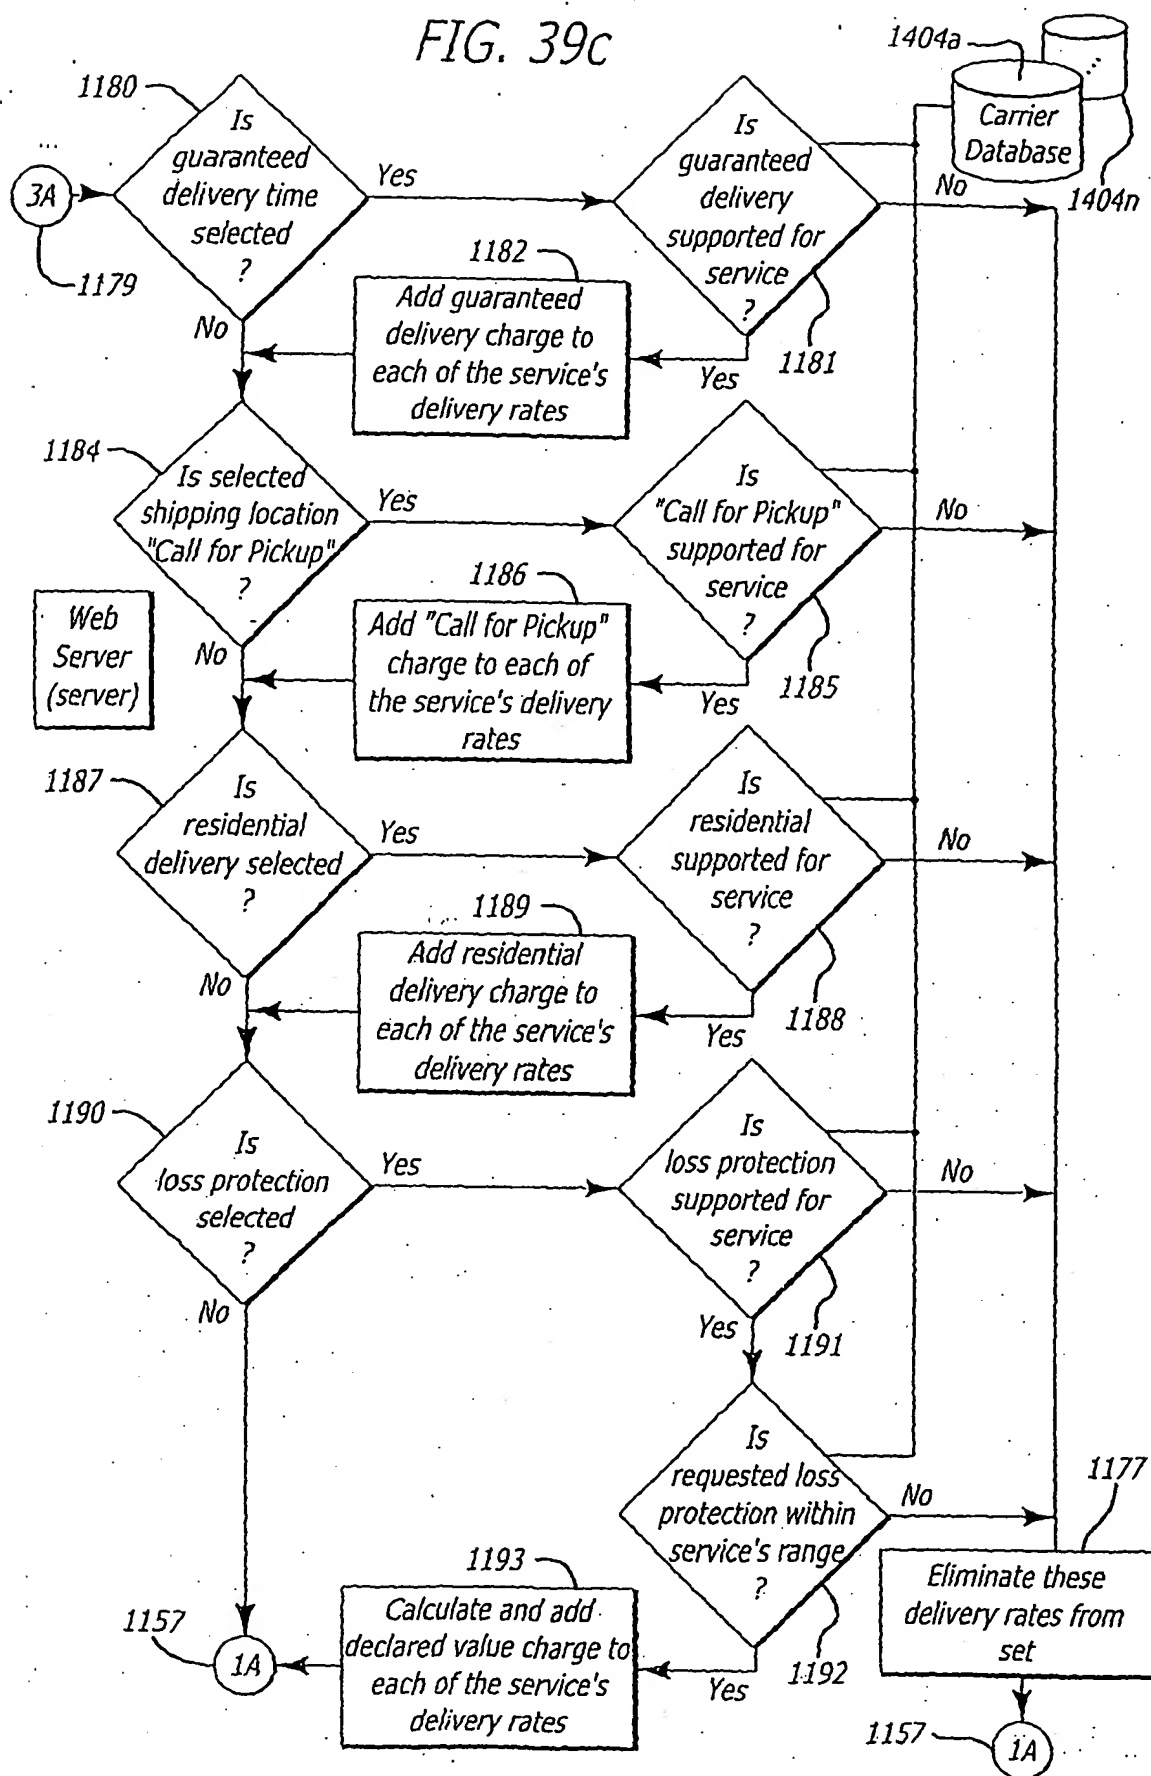 FIG. 39c
1404a
1180
Is
guaranteed
delivery time
selected
?
Yes
Is
guaranteed
delivery
supported for
service
?
Carrier
Database
...
No
1404n
3A
1179
1182
Add guaranteed
delivery charge to
each of the service's
delivery rates
No
Yes
1181
1184
Is selected
shipping location
"Call for Pickup"
?
Yes
Is
"Call for Pickup"
supported for
service
?
No
Web
Server
(server)
1186
Add "Call for Pickup"
charge to each of
the service's delivery
rates
No
Yes
1185
1187
Is
residential
delivery selected
?
Yes
Is
residential
supported for
service
?
No
1189
Add residential
delivery charge to
each of the service's
delivery rates
No
Yes
1188
1190
Is
loss protection
selected
?
Yes
Is
loss protection
supported for
service
?
No
No
Yes
1191
Is
requested loss
protection within
service's range
?
No
1177
Eliminate these
delivery rates from
set
1193
Calculate and add
declared value charge to
each of the service's
delivery rates
Yes
1192
1157
1A
1157
1A